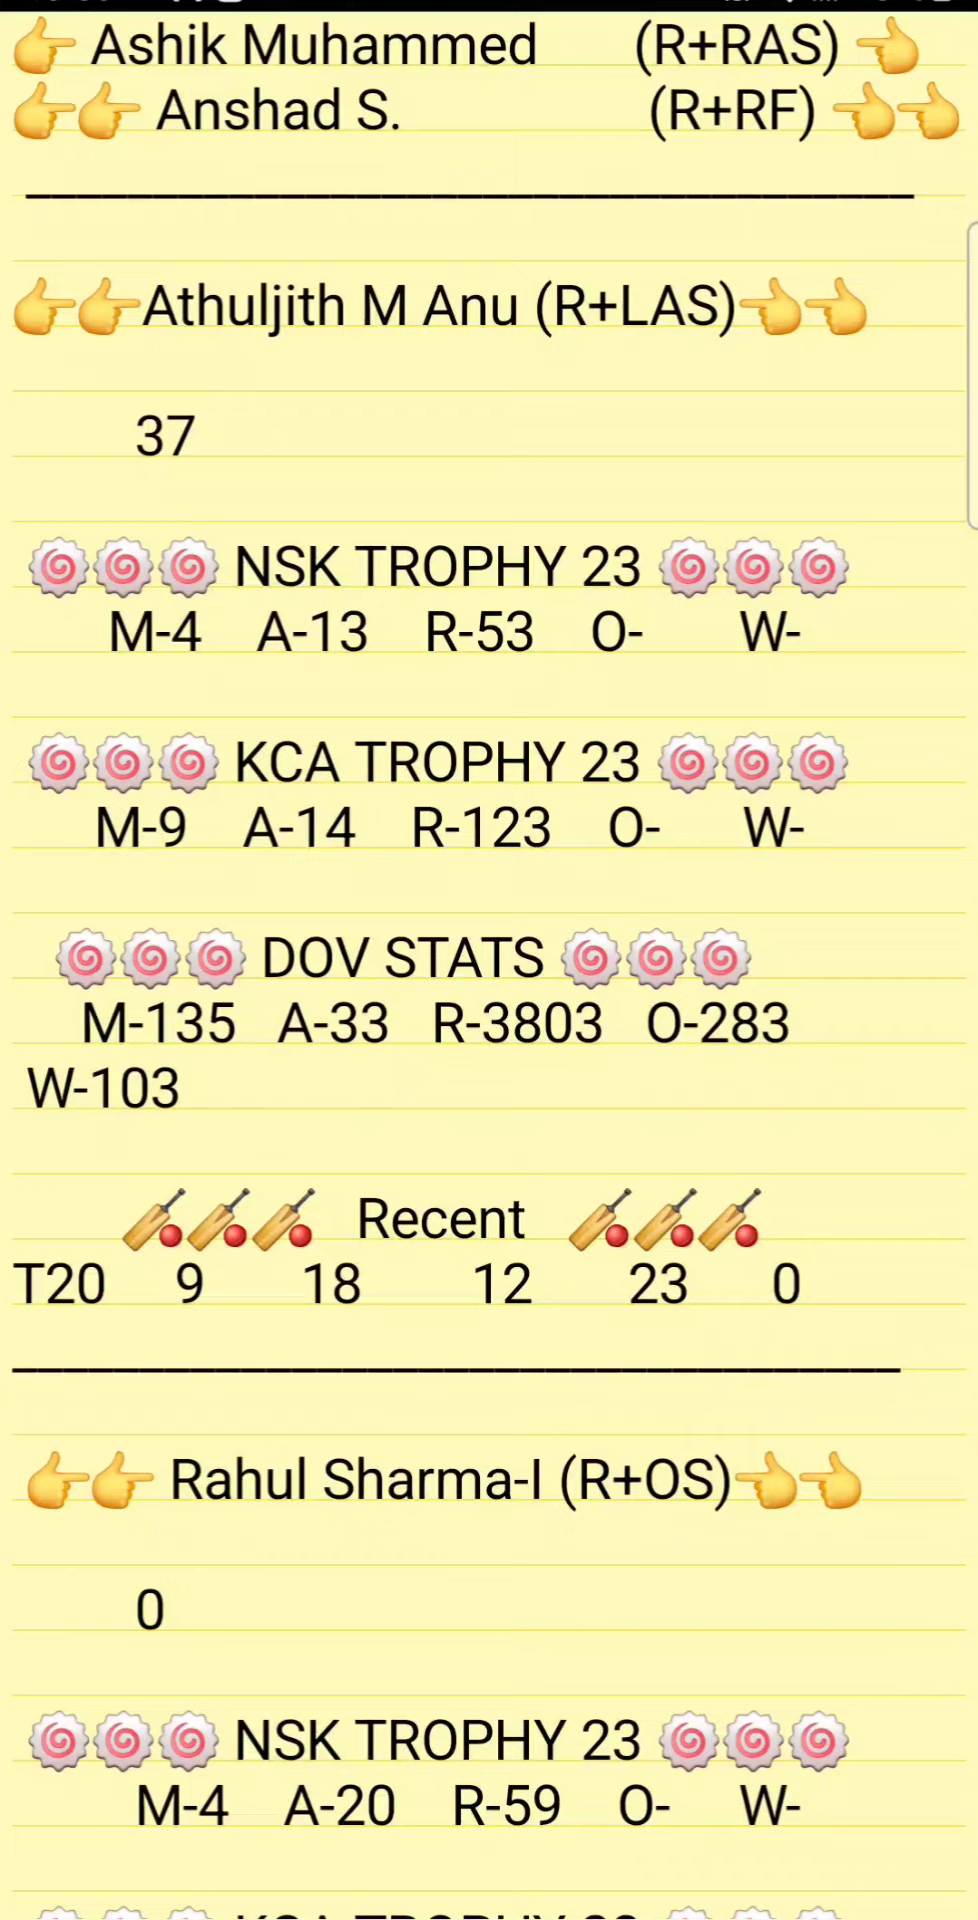 👉 Ashik Muhammed (R+RAS) 👈
👉👉 Anshad S. (R+RF) 👈👈
___________________________________
👉👉Athuljith M Anu (R+LAS)👈👈
37
🍥🍥🍥 NSK TROPHY 23 🍥🍥🍥
M-4 A-13 R-53 O- W-
🍥🍥🍥 KCA TROPHY 23 🍥🍥🍥
M-9 A-14 R-123 O- W-
🍥🍥🍥 DOV STATS 🍥🍥🍥
M-135 A-33 R-3803 O-283
W-103
🏏🏏🏏 Recent 🏏🏏🏏
T20 9 18 12 23 0
___________________________________
👉👉 Rahul Sharma-I (R+OS)👈👈
0
🍥🍥🍥 NSK TROPHY 23 🍥🍥🍥
M-4 A-20 R-59 O- W-